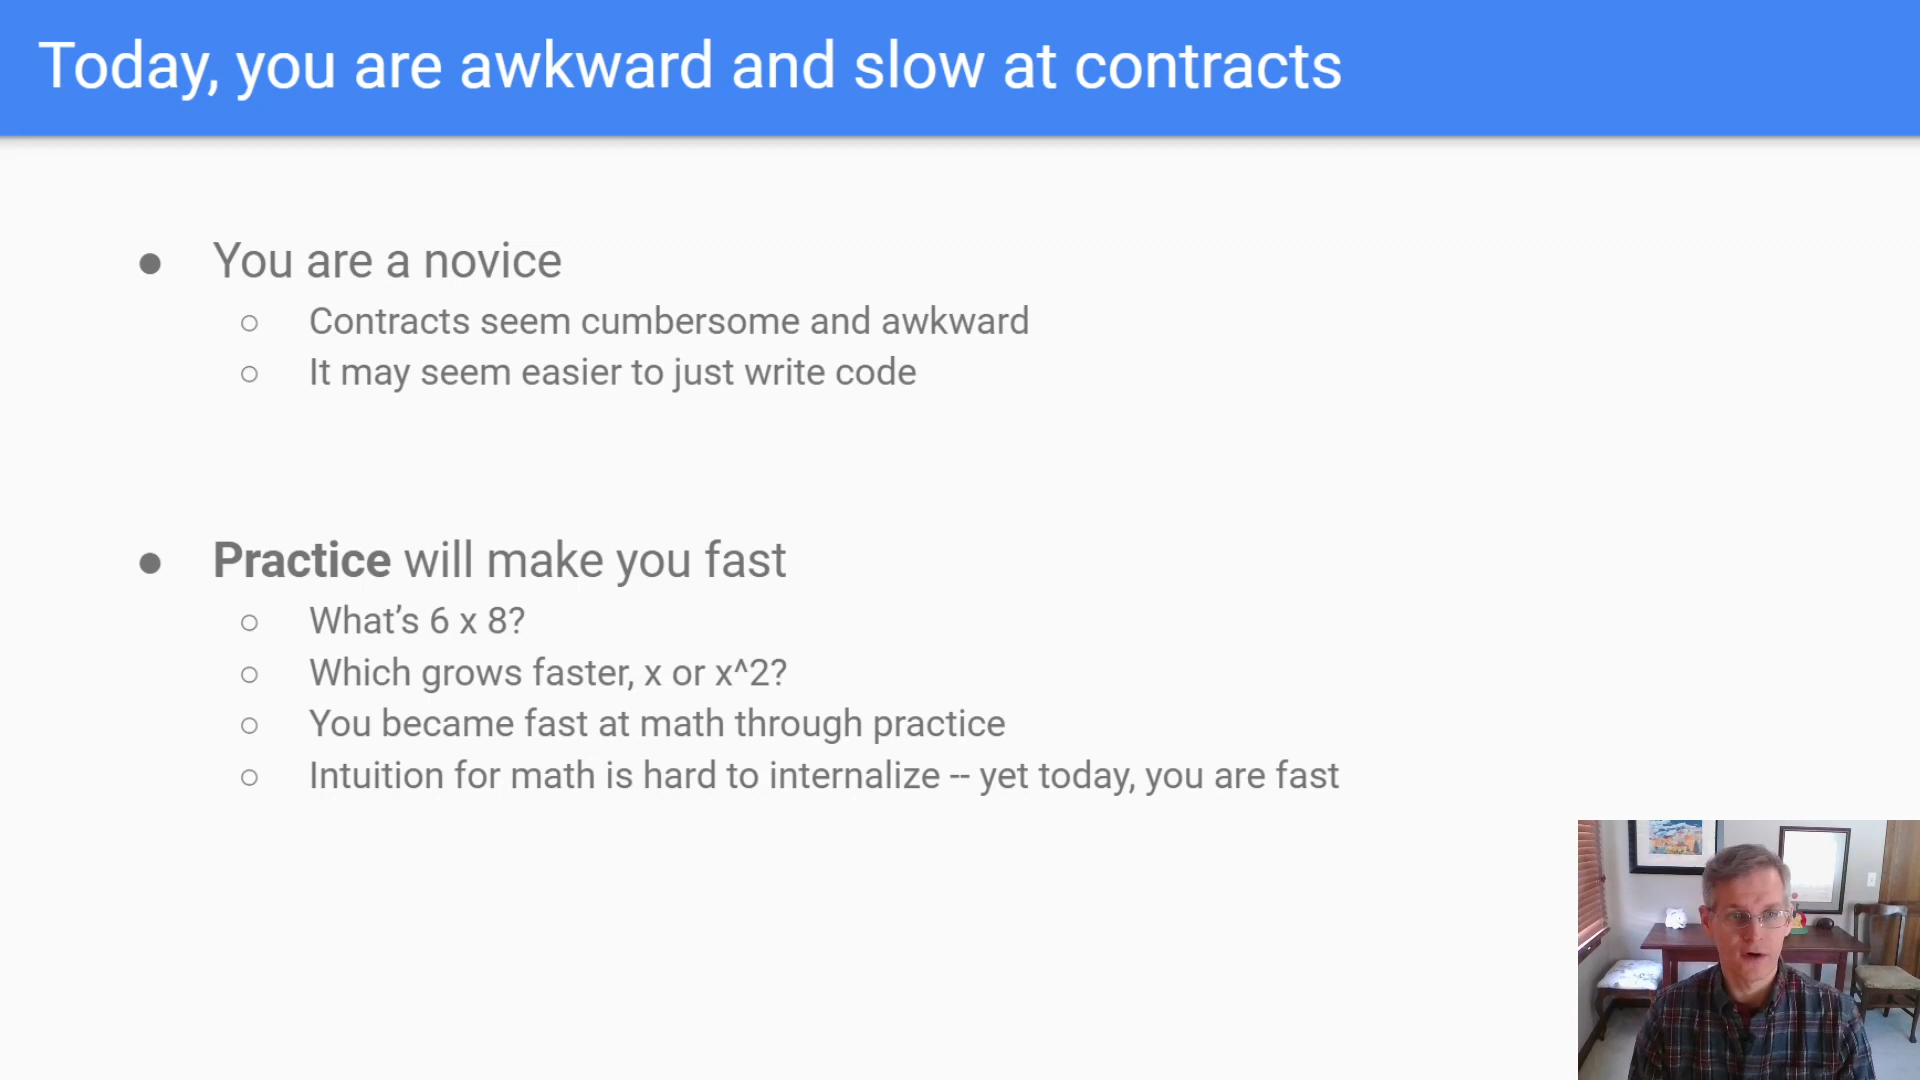 Today, you are awkward and slow at contracts
● You are a novice
○ Contracts seem cumbersome and awkward
○ It may seem easier to just write code
● Practice will make you fast
○ What’s 6 x 8?
○ Which grows faster, x or x^2?
○ You became fast at math through practice
○ Intuition for math is hard to internalize -- yet today, you are fast